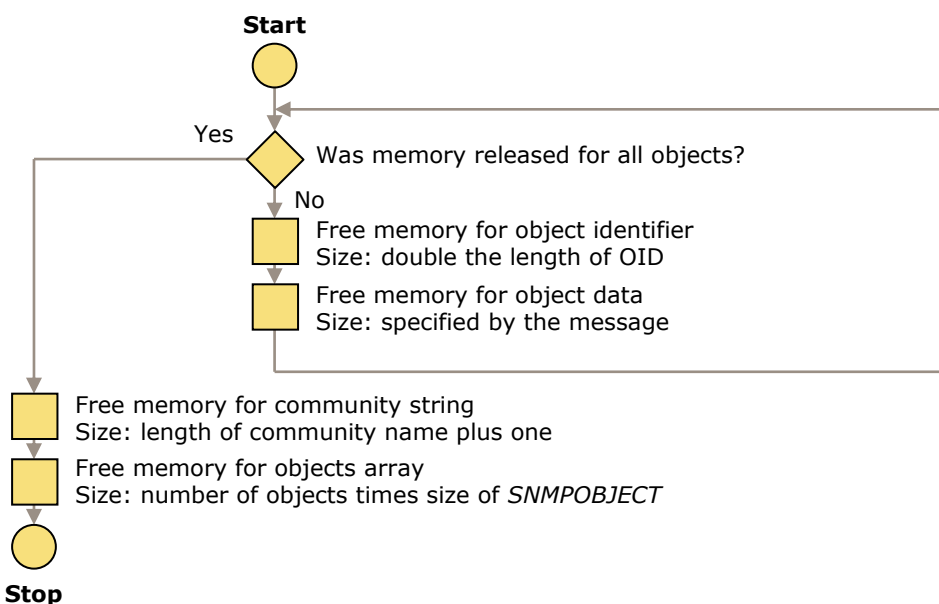 Start
Yes
Was memory released for all objects?
No
Free memory for object identifier
Size: double the length of OID
Free memory for object data
Size: specified by the message
Free memory for community string
Size: length of community name plus one
Free memory for objects array
Size: number of objects times size of SNMPOBJECT
Stop